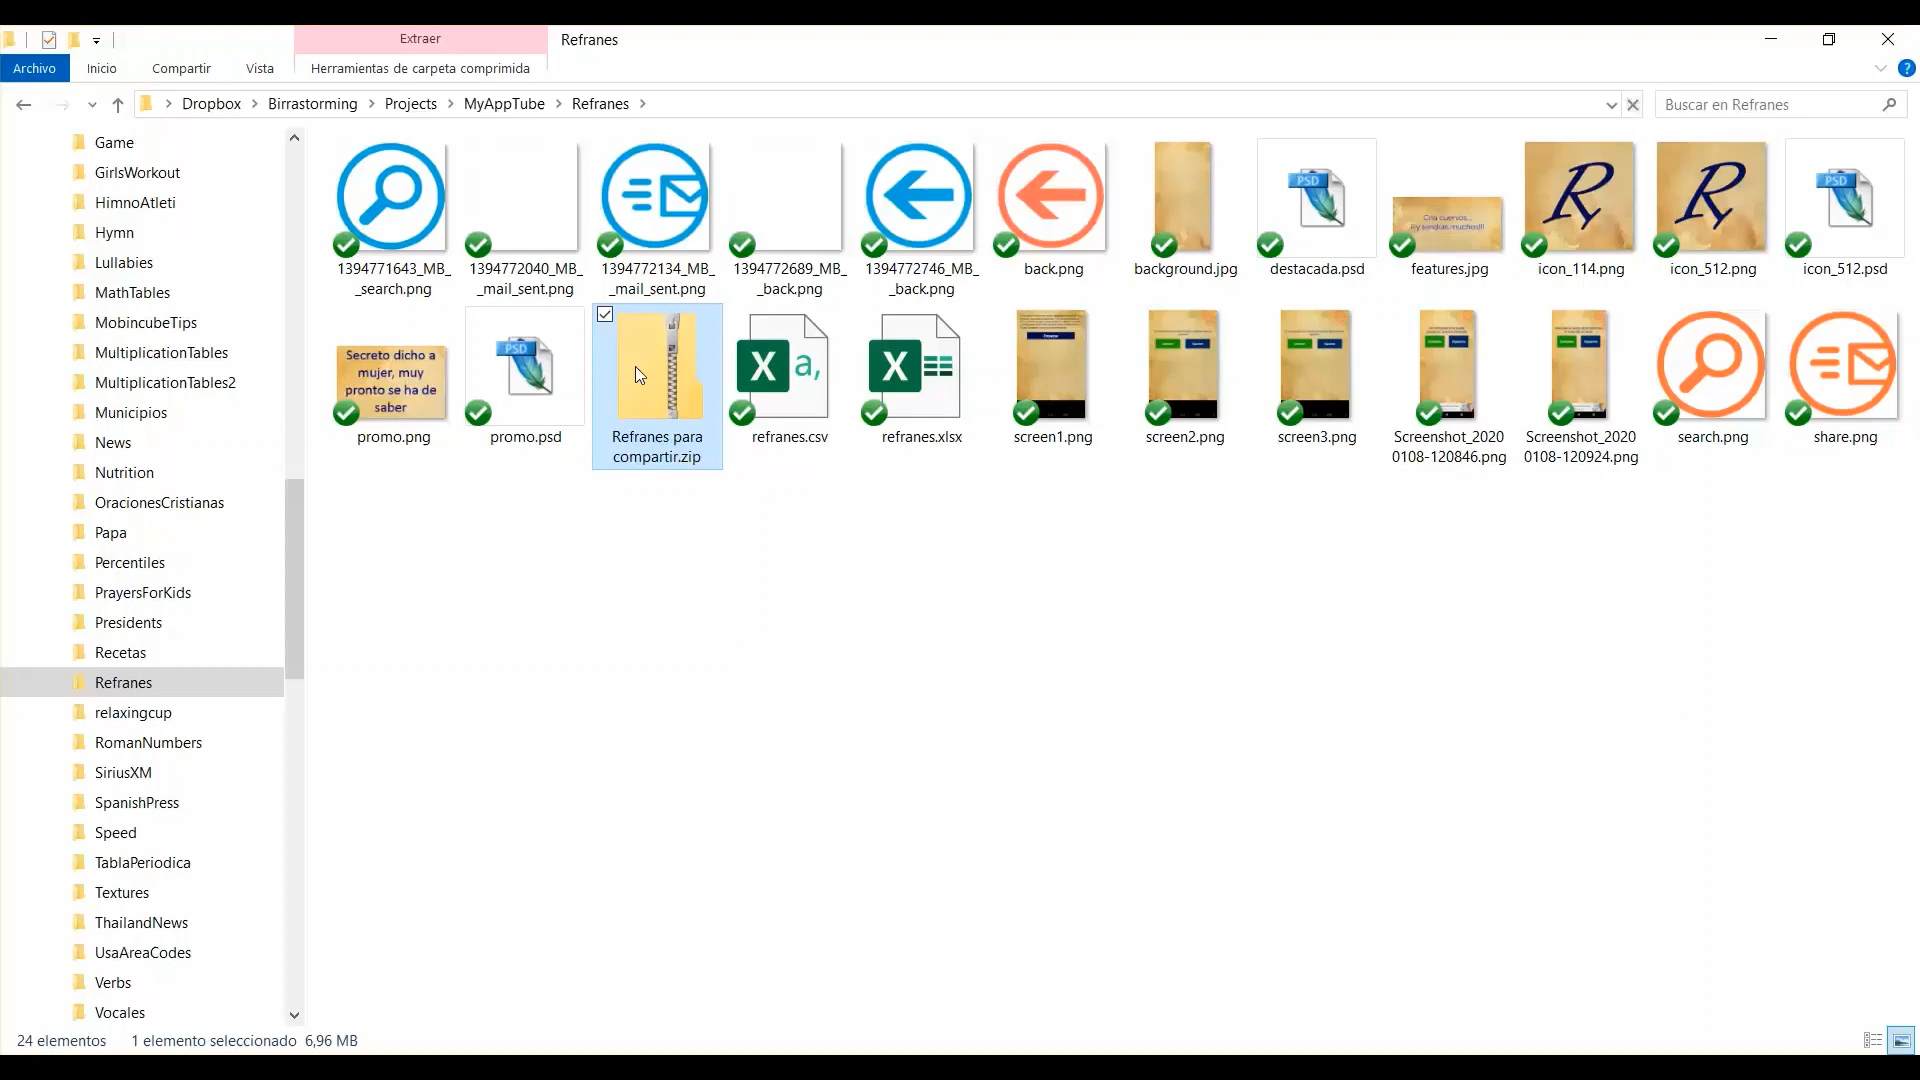 Extraer
Refranes
Archivo
Inicio
Compartir
Vista
Herramientas de carpeta comprimida
Dropbox
Birrastorming
Projects
MyAppTube
Refranes
Buscar en Refranes
Game
GirlsWorkout
HimnoAtleti
Hymn
Lullabies
MathTables
MobincubeTips
MultiplicationTables
MultiplicationTables2
Municipios
News
Nutrition
OracionesCristianas
Papa
Percentiles
PrayersForKids
Presidents
Recetas
Refranes
relaxingcup
RomanNumbers
SiriusXM
SpanishPress
Speed
TablaPeriodica
Textures
ThailandNews
UsaAreaCodes
Verbs
Vocales
1394771643_MB_
_search.png
1394772040_MB_
_mail_sent.png
1394772134_MB_
_mail_sent.png
1394772689_MB_
_back.png
1394772746_MB_
_back.png
back.png
background.jpg
PSD
destacada.psd
Cria cuervos...
¡¡y tendrás muchos!!!
features.jpg
R
icon_114.png
R
icon_512.png
PSD
icon_512.psd
Secreto dicho a
mujer, muy
pronto se ha de
saber
promo.png
PSD
promo.psd
Refranes para
compartir.zip
X a,
refranes.csv
X
refranes.xlsx
screen1.png
screen2.png
screen3.png
Screenshot_2020
0108-120846.png
Screenshot_2020
0108-120924.png
search.png
share.png
24 elementos
1 elemento seleccionado 6,96 MB